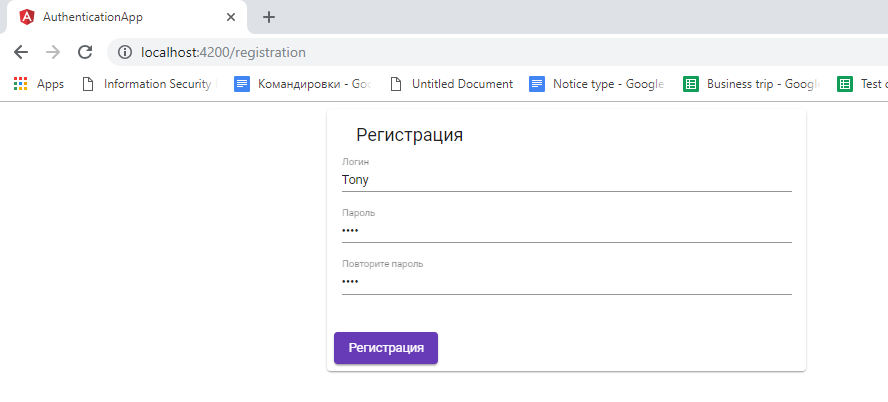 AuthenticationApp
localhost:4200/registration
Apps Information Security Командировки - Goo Untitled Document Notice type - Google Business trip - Google Test
Регистрация
Логин
Tony
Пароль
••••
Повторите пароль
••••
Регистрация